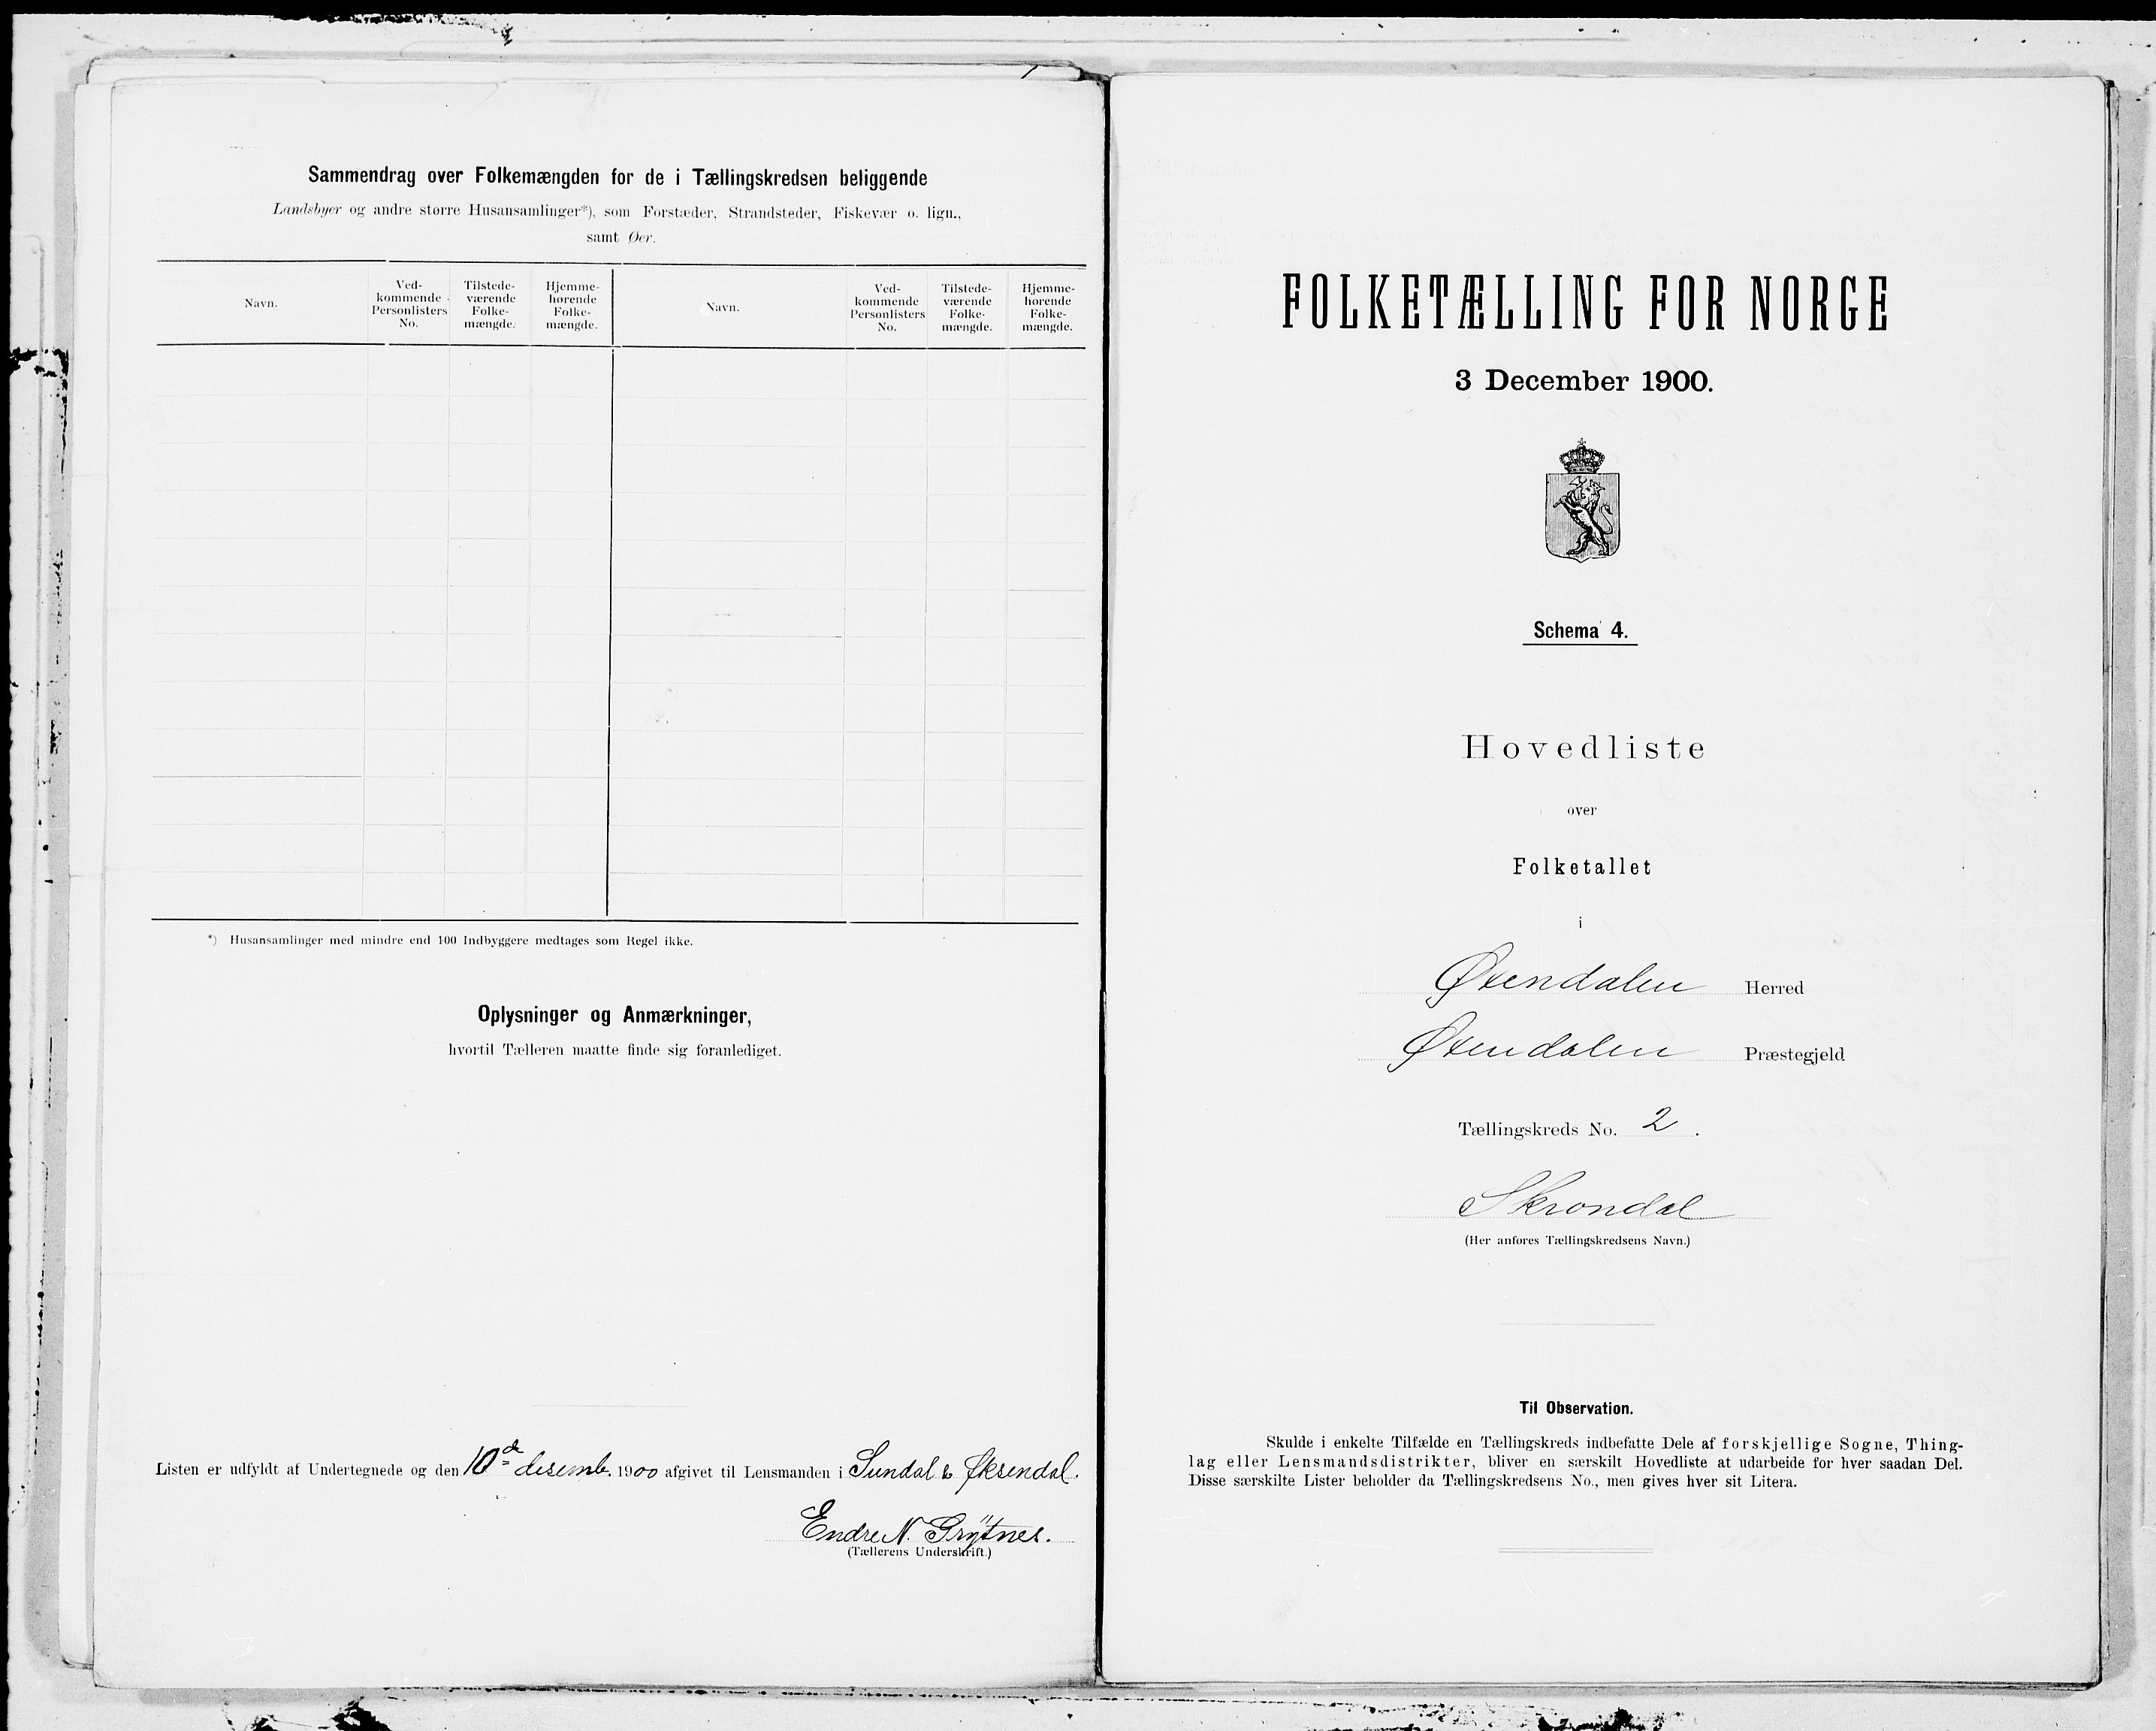 Sammendrag over Folkemængden for de i Tællingskredsen beliggende
Landsbyer og andre større Husansamlinger*), som Forstæder, Strandsteder, Fiskevær o. lign.,
samt Øer.
Navn.
Ved-
kommende
Personlisters
No.
Tilstede-
værende
Folke-
mængde.
Hjemme-
hørende
Folke-
mængde.
Navn.
Ved-
kommende
Personlisters
No.
Tilstede-
værende
Folke-
mængde.
Hjemme-
hørende
Folke-
mængde.
*) Husansamlinger med mindre end 100 Indbyggere medtages som Regel ikke.
Oplysninger og Anmærkninger,
hvortil Tælleren maatte finde sig foranlediget.
Listen er udfyldt af Undertegnede og den 10de desemb. 1900 afgivet til Lensmanden i Sundal & Øksendal.
Endre N. Grÿtnes.
(Tællerens Underskrift.)
FOLKETÆLLING FOR NORGE
3 December 1900.
Schema 4.
Hovedliste
over
Folketallet
i
Øxendalen Herred
Øxendalen Præstegjeld
Tællingskreds No. 2.
Skrondal
(Her anføres Tællingskredsens Navn.)
Til Observation.
Skulde i enkelte Tilfælde en Tællingskreds indbefatte Dele af forskjellige Sogne, Thing-
lag eller Lensmandsdistrikter, bliver en særskilt Hovedliste at udarbeide for hver saadan Del.
Disse særskilte Lister beholder da Tællingskredsens No., men gives hver sit Litera.